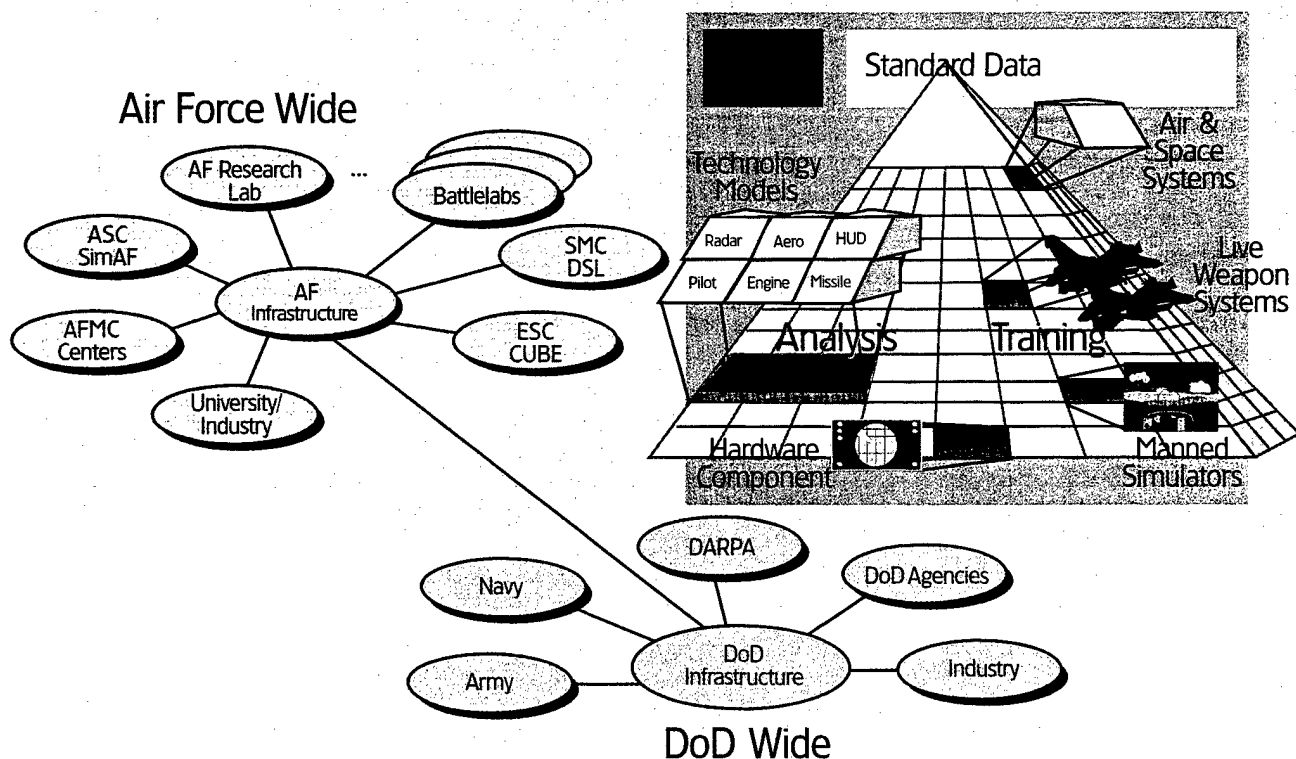 Air Force Wide
AF Research
Lab
...
Battlelabs
ASC
SimAF
SMC
DSL
AF
Infrastructure
AFMC
Centers
ESC
CUBE
University/
Industry
Standard Data
Technology
Models
Air &
Space
Systems
Radar
Aero
HUD
Pilot
Engine
Missile
Live
Weapon
Systems
Analysis
Training
Hardware
Component
Manned
Simulators
DARPA
Navy
DoD Agencies
DoD
Infrastructure
Army
Industry
DoD Wide